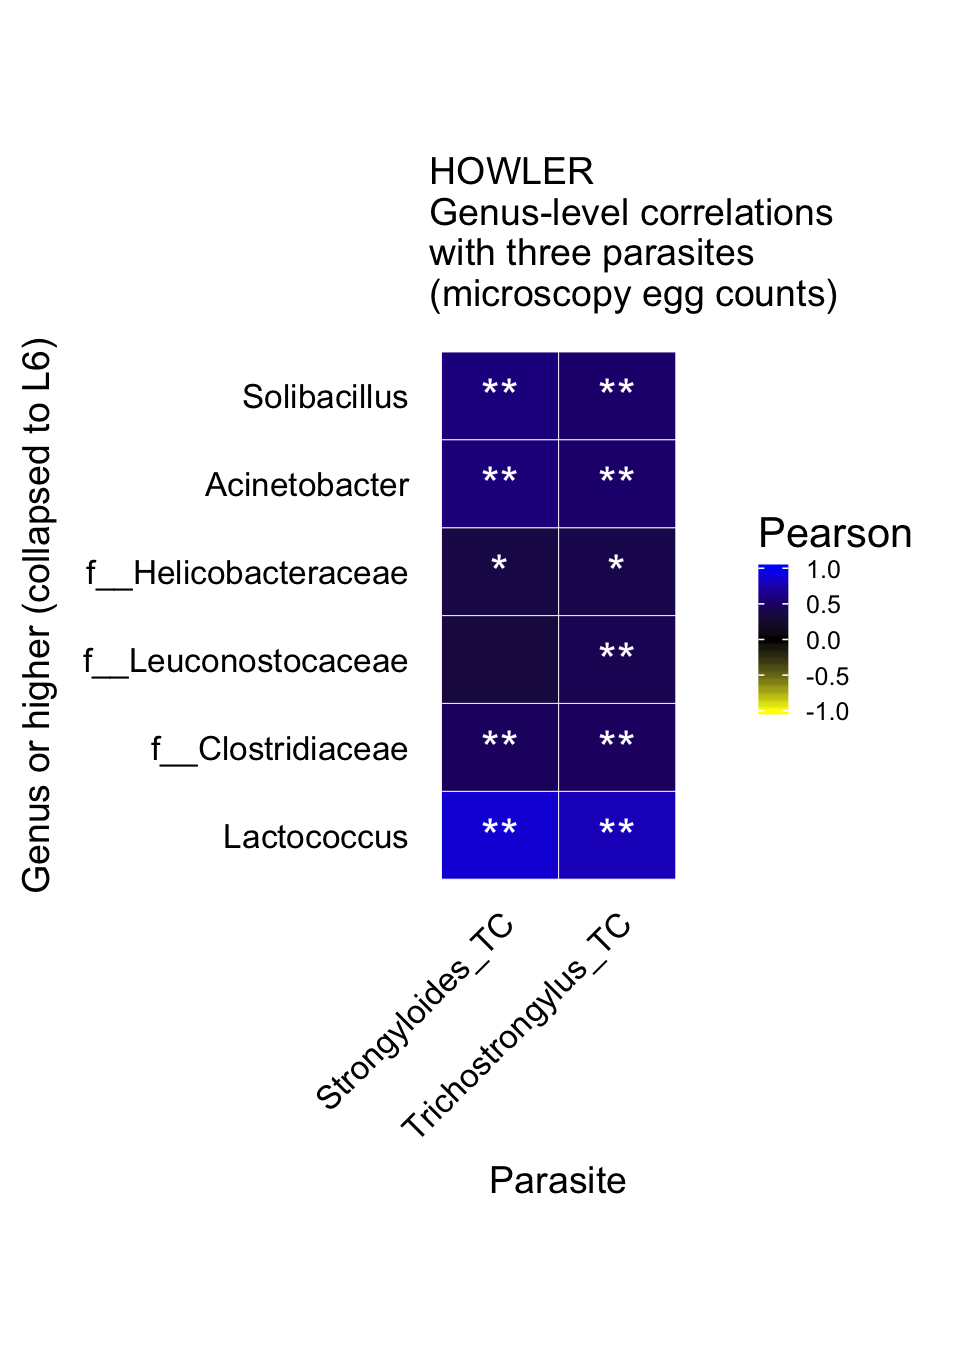 HOWLER
Genus-level correlations
with three parasites
(microscopy egg counts)
Genus or higher (collapsed to L6)
Solibacillus
** **
Acinetobacter
** **
f__Helicobacteraceae
* *
f__Leuconostocaceae
**
f__Clostridiaceae
** **
Lactococcus
** **
Strongyloides_TC
Trichostrongylus_TC
Parasite
Pearson
1.0
0.5
0.0
-0.5
-1.0